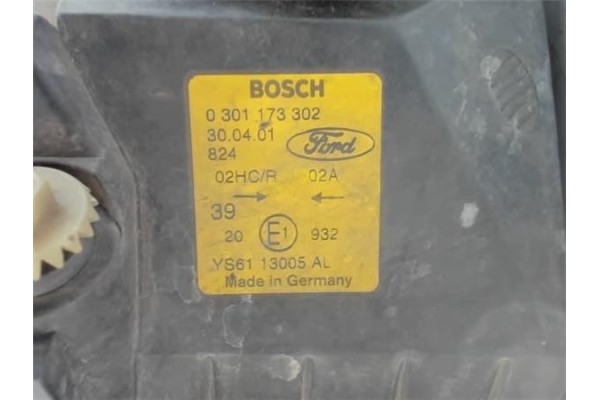 BOSCH
0 301 173 302
30.04.01
824 Ford
02HC/R 02A
39
20 E1 932
YS61 13005 AL
Made in Germany